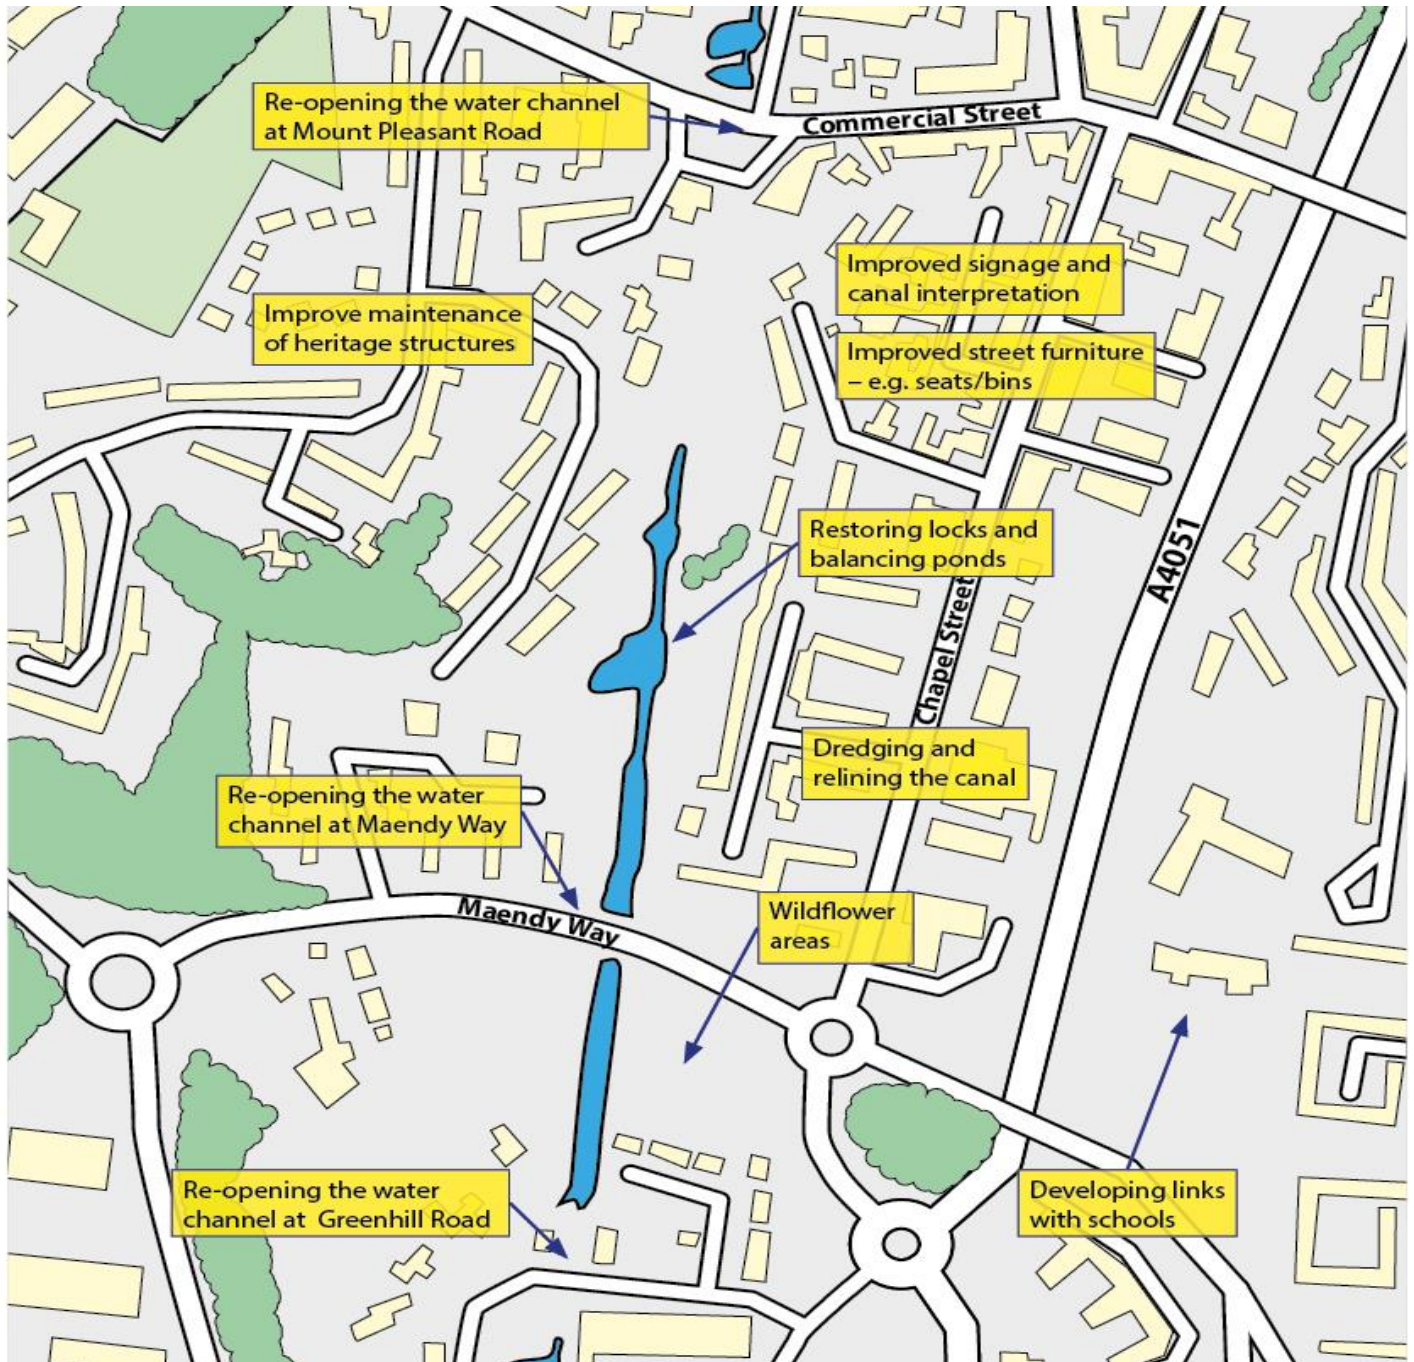 Re-opening the water channel
at Mount Pleasant Road
Commercial Street
Improved signage and
canal interpretation
Improve maintenance
of heritage structures
Improved street furniture
– e.g. seats/bins
Restoring locks and
balancing ponds
A4051
Chapel Street
Dredging and
relining the canal
Re-opening the water
channel at Maendy Way
Maendy Way
Wildflower
areas
Re-opening the water
channel at Greenhill Road
Developing links
with schools